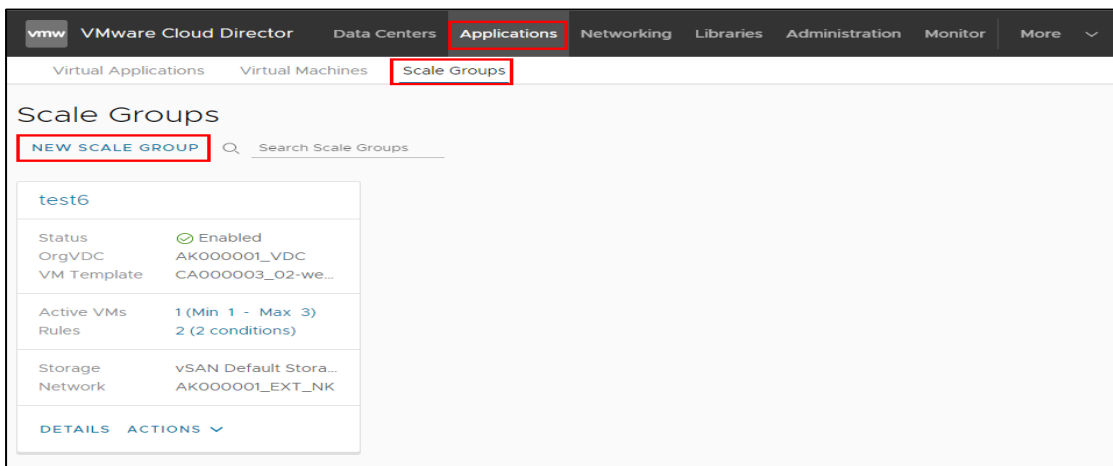 vmw VMware Cloud Director Data Centers Applications Networking Libraries Administration Monitor More
Virtual Applications Virtual Machines Scale Groups
Scale Groups
NEW SCALE GROUP Search Scale Groups
test6
Status Enabled
OrgVDC AK000001_VDC
VM Template CA000003_02-we...
Active VMs 1 (Min 1 - Max 3)
Rules 2 (2 conditions)
Storage vSAN Default Stora...
Network AK000001_EXT_NK
DETAILS ACTIONS